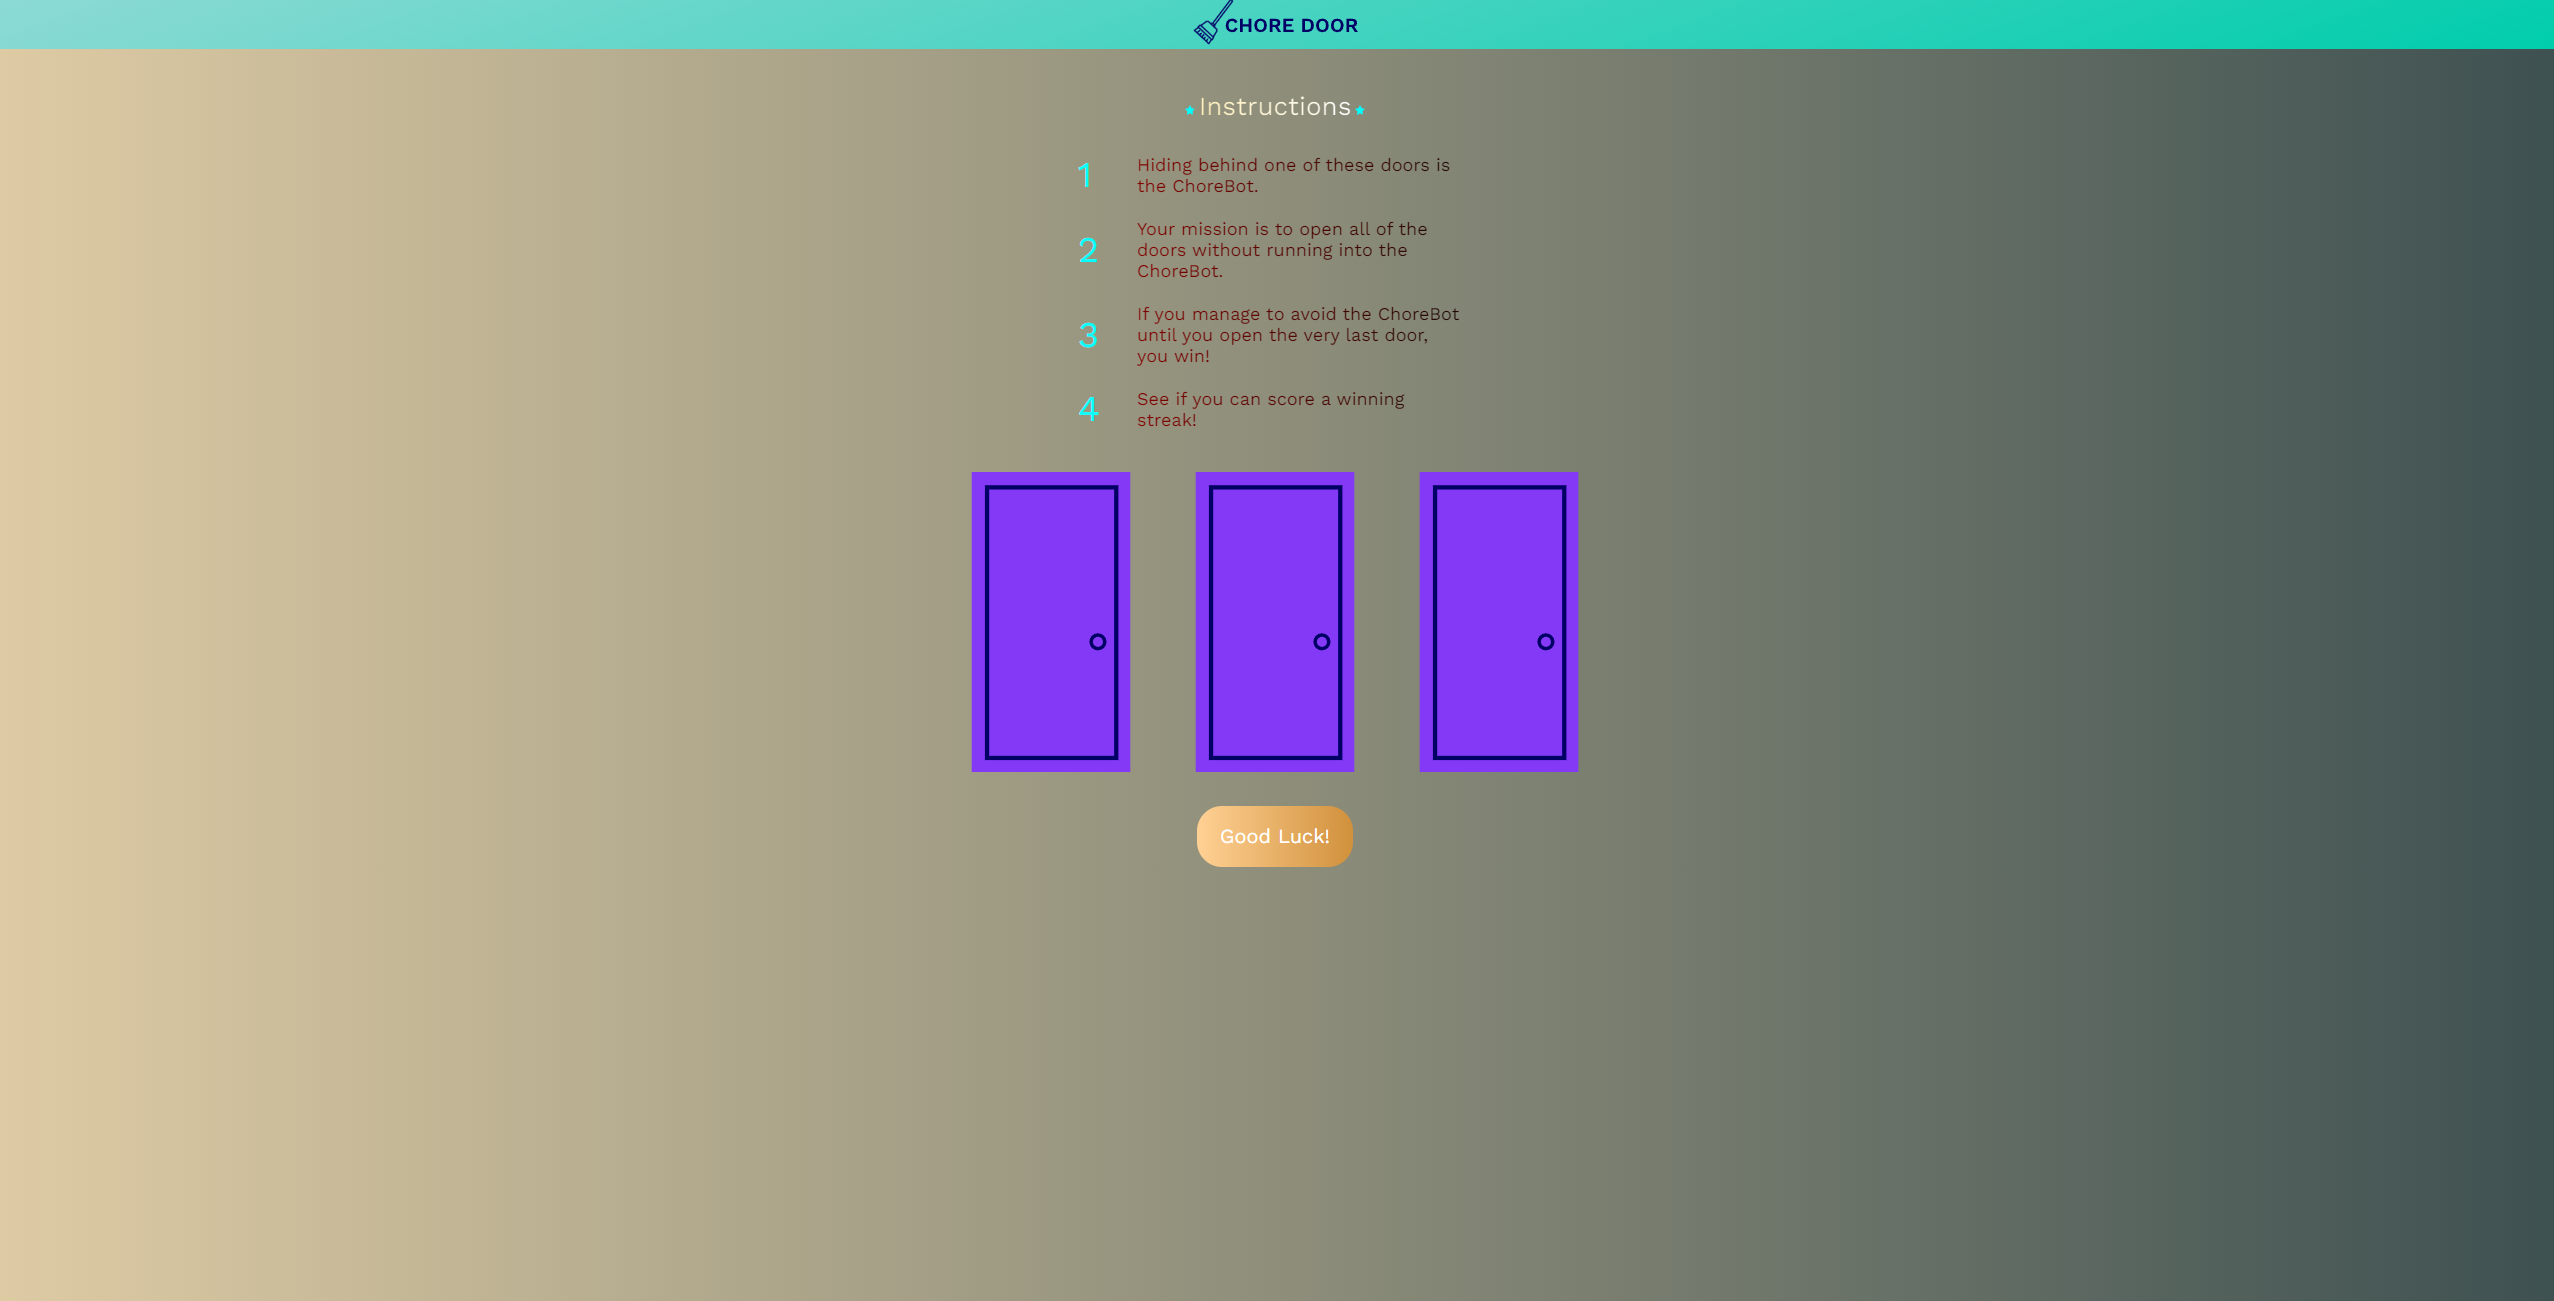 CHORE DOOR
Instructions
1
Hiding behind one of these doors is
the ChoreBot.
2
Your mission is to open all of the
doors without running into the
ChoreBot.
3
If you manage to avoid the ChoreBot
until you open the very last door,
you win!
4
See if you can score a winning
streak!
Good Luck!